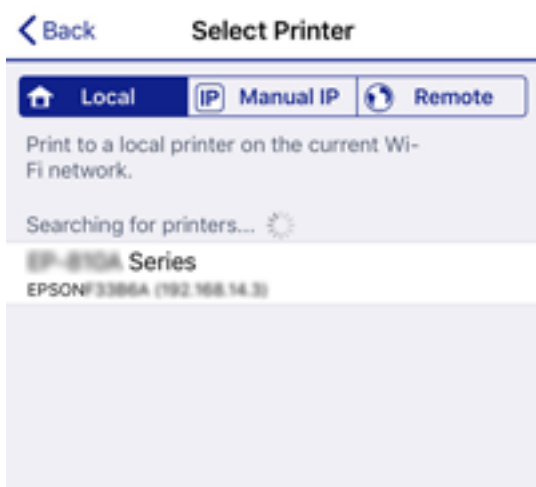 Back
Select Printer
Local
IP Manual IP
Remote
Print to a local printer on the current Wi-
Fi network.
Searching for printers...
Series
EPSON